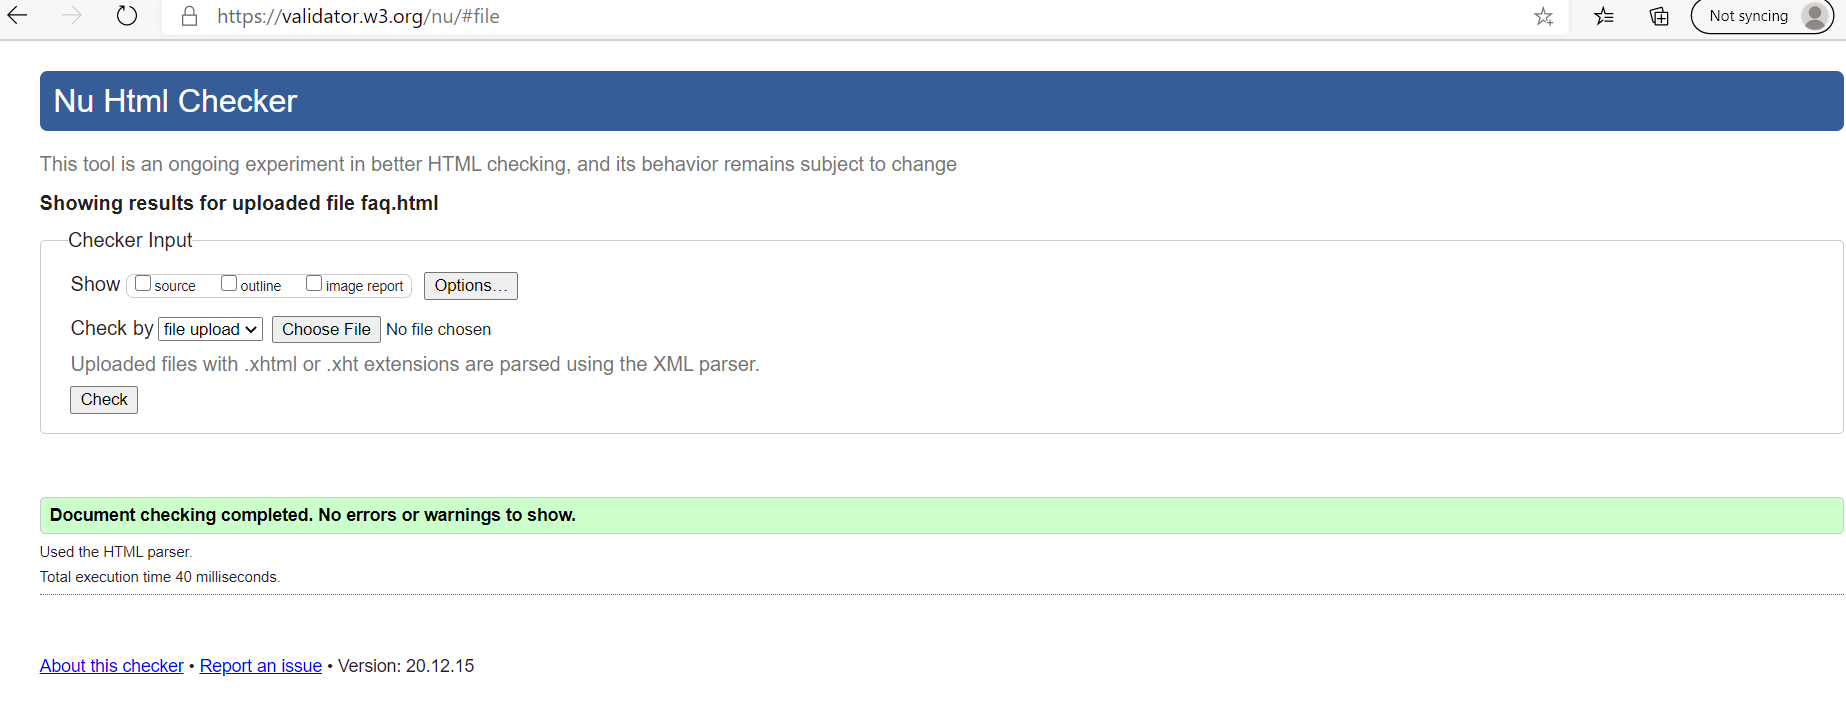 https://validator.w3.org/nu/#file
Not syncing
Nu Html Checker
This tool is an ongoing experiment in better HTML checking, and its behavior remains subject to change
Showing results for uploaded file faq.html
Checker Input
Show source outline image report Options...
Check by file upload Choose File No file chosen
Uploaded files with .xhtml or .xht extensions are parsed using the XML parser.
Check
Document checking completed. No errors or warnings to show.
Used the HTML parser.
Total execution time 40 milliseconds.
About this checker • Report an issue • Version: 20.12.15